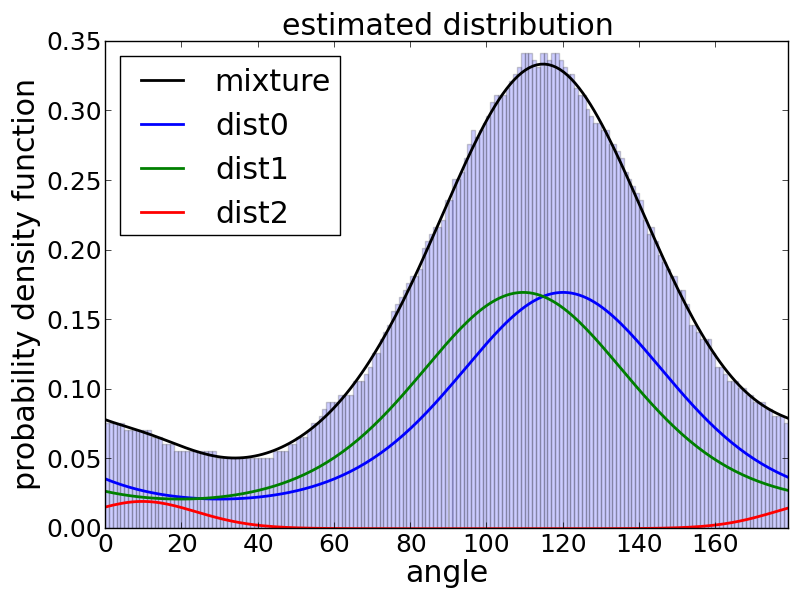 estimated distribution
probability density function
0.35
0.30
0.25
0.20
0.15
0.10
0.05
0.00
mixture
dist0
dist1
dist2
0 20 40 60 80 100 120 140 160
angle